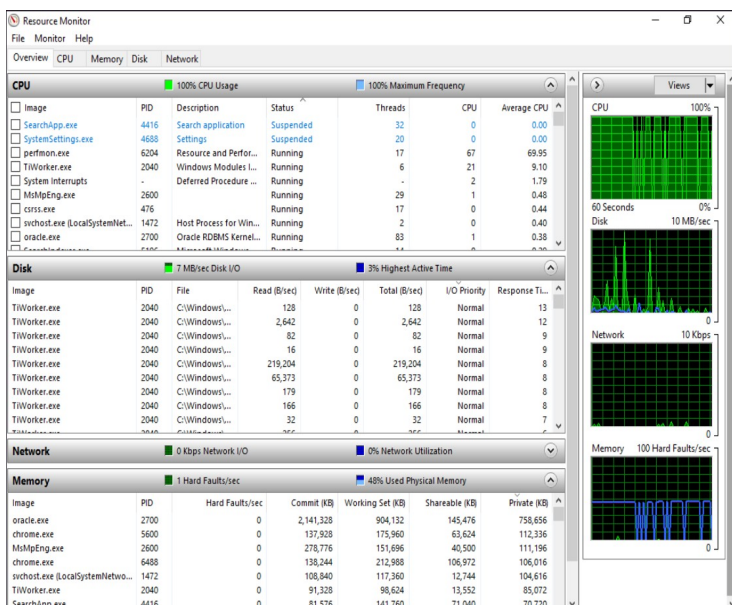 Resource Monitor
File Monitor Help
Overview CPU Memory Disk Network
CPU 100% CPU Usage 100% Maximum Frequency
Image PID Description Status Threads CPU Average CPU
SearchApp.exe 4416 Search application Suspended 32 0 0.00
SystemSettings.exe 4688 Settings Suspended 20 0 0.00
perfmon.exe 6204 Resource and Perfor... Running 17 67 69.95
TiWorker.exe 2040 Windows Modules I... Running 6 21 9.10
System Interrupts - Deferred Procedure ... Running - 2 1.79
MsMpEng.exe 2600 Running 29 1 0.48
csrss.exe 476 Running 17 0 0.44
svchost.exe (LocalSystemNet... 1472 Host Process for Win... Running 2 0 0.40
oracle.exe 2700 Oracle RDBMS Kernel... Running 83 1 0.38
Disk 7 MB/sec Disk I/O 3% Highest Active Time
Image PID File Read (B/sec) Write (B/sec) Total (B/sec) I/O Priority Response Ti...
TiWorker.exe 2040 C:\Windows\... 128 0 128 Normal 13
TiWorker.exe 2040 C:\Windows\... 2,642 0 2,642 Normal 12
TiWorker.exe 2040 C:\Windows\... 82 0 82 Normal 9
TiWorker.exe 2040 C:\Windows\... 16 0 16 Normal 9
TiWorker.exe 2040 C:\Windows\... 219,204 0 219,204 Normal 8
TiWorker.exe 2040 C:\Windows\... 65,373 0 65,373 Normal 8
TiWorker.exe 2040 C:\Windows\... 179 0 179 Normal 8
TiWorker.exe 2040 C:\Windows\... 166 0 166 Normal 8
TiWorker.exe 2040 C:\Windows\... 32 0 32 Normal 7
Network 0 Kbps Network I/O 0% Network Utilization
Memory 1 Hard Faults/sec 48% Used Physical Memory
Image PID Hard Faults/sec Commit (KB) Working Set (KB) Shareable (KB) Private (KB)
oracle.exe 2700 0 2,141,328 904,132 145,476 758,656
chrome.exe 5600 0 137,928 175,960 63,624 112,336
MsMpEng.exe 2600 0 278,776 151,696 40,500 111,196
chrome.exe 6488 0 138,244 212,988 106,972 106,016
svchost.exe (LocalSystemNetwo... 1472 0 108,840 117,360 12,744 104,616
TiWorker.exe 2040 0 91,328 98,624 13,552 85,072
SearchApp.exe 4416 0 81,576 141,760 71,040 70,720
Views
CPU 100%
60 Seconds 0%
Disk 10 MB/sec
0
Network 10 Kbps
0
Memory 100 Hard Faults/sec
0